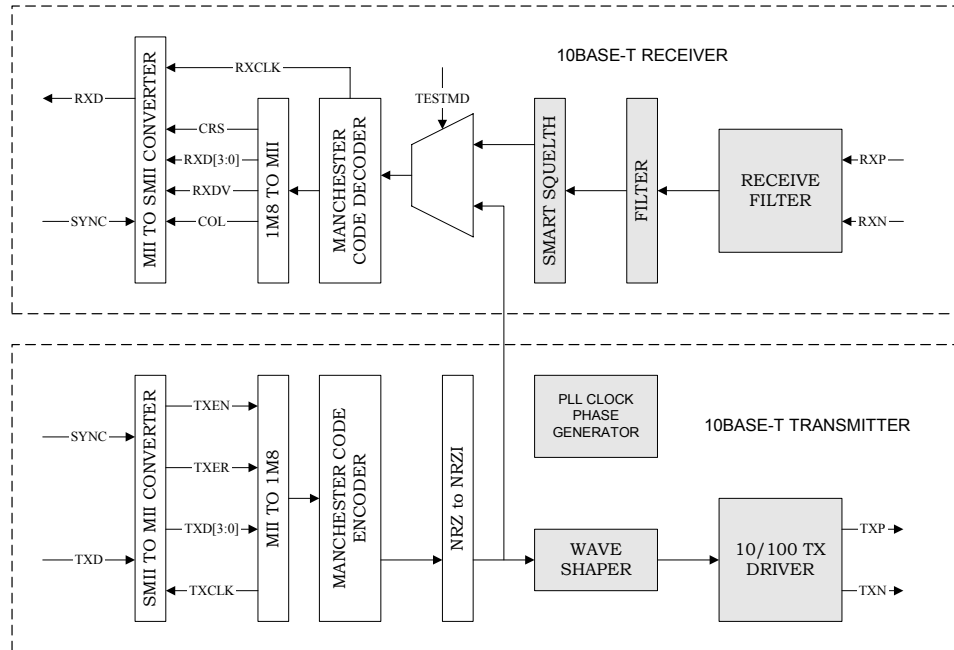 10BASE-T RECEIVER
RXCLK
TESTMD
RXD
MII TO SMII CONVERTER
CRS
RXD[3:0]
RXDV
COL
SYNC
1M8 TO MII
MANCHESTER
CODE DECODER
SMART SQUELTH
FILTER
RECEIVE
FILTER
RXP
RXN
10BASE-T TRANSMITTER
PLL CLOCK
PHASE
GENERATOR
SYNC
TXD
SMII TO MII CONVERTER
TXEN
TXER
TXD[3:0]
TXCLK
MII TO 1M8
MANCHESTER CODE
ENCODER
NRZ to NRZI
WAVE
SHAPER
10/100 TX
DRIVER
TXP
TXN